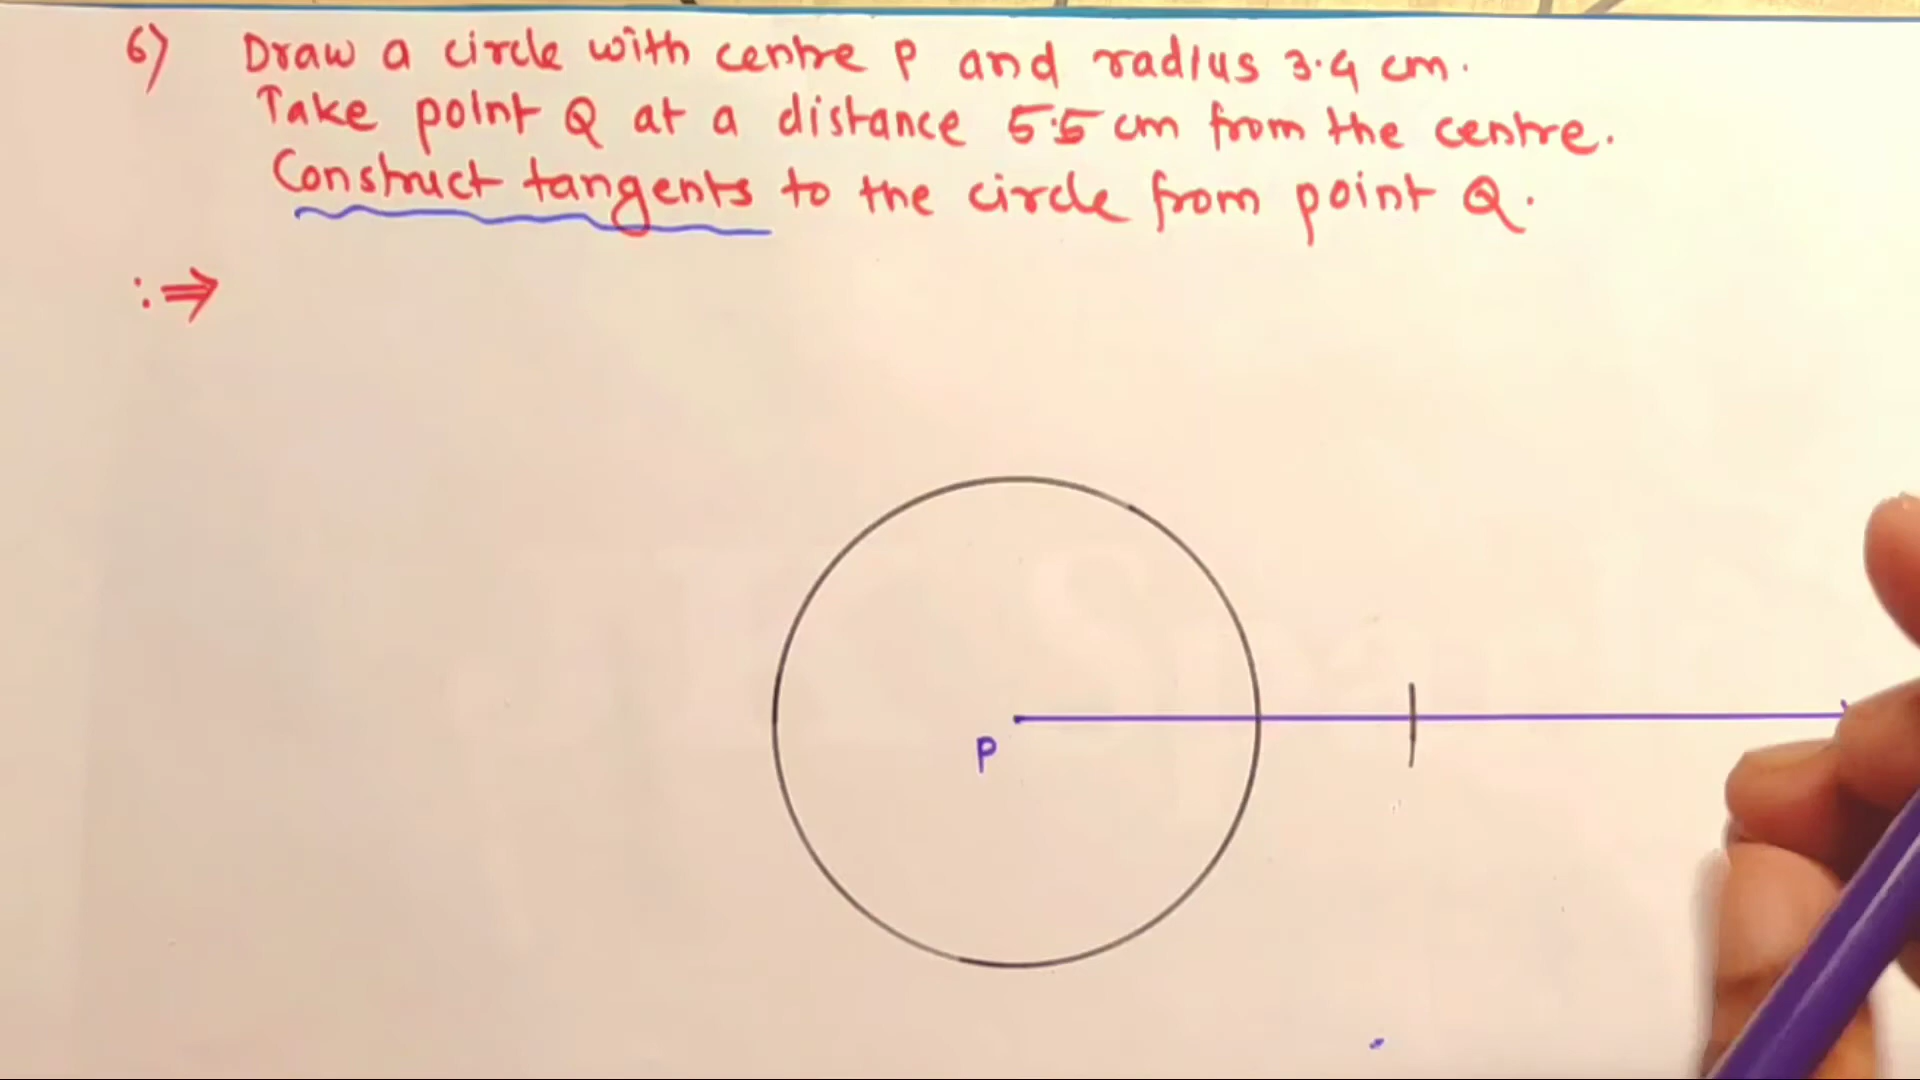 6) Draw a circle with centre P and radius 3.4 cm.
Take point Q at a distance 5.5 cm from the centre.
Construct tangents to the circle from point Q.
∴⇒
P